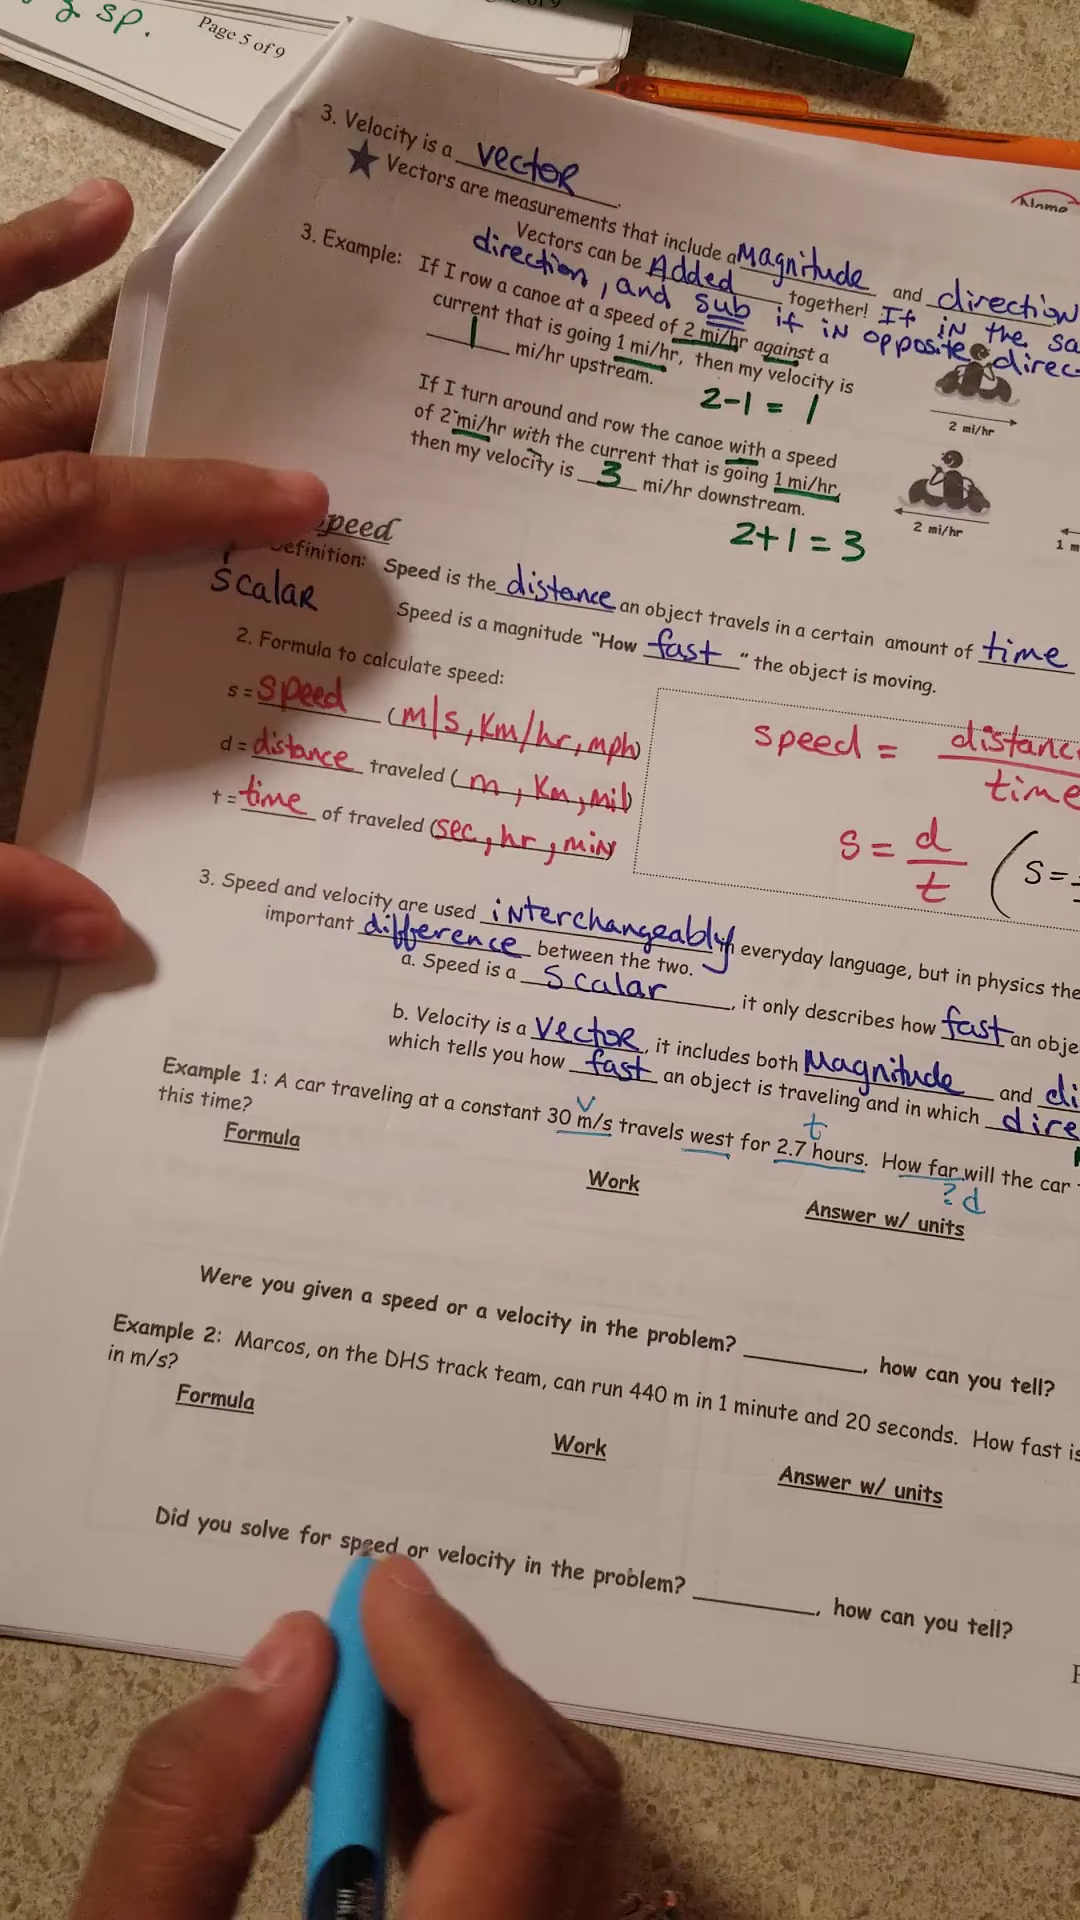 sp.
Page 5 of 9
3. Velocity is a vector.
Vectors are measurements that include a Magnitude and direction
Vectors can be Added together! If in the
direction, and sub if in opposite direc
3. Example: If I row a canoe at a speed of 2 mi/hr against a
current that is going 1 mi/hr, then my velocity is
1 mi/hr upstream.
2-1 = 1
2 mi/hr
If I turn around and row the canoe with a speed
of 2 mi/hr with the current that is going 1 mi/hr,
then my velocity is 3 mi/hr downstream.
2+1=3
2 mi/hr
1 m
peed
efinition: Speed is the distance an object travels in a certain amount of time
Scalar
Speed is a magnitude "How fast" the object is moving.
2. Formula to calculate speed:
s = speed (m/s, Km/hr, mph)
d = distance traveled (m, Km, mil)
t = time of traveled (sec, hr, min)
speed = distanc
time
s = d
t
(s=
3. Speed and velocity are used interchangeably in everyday language, but in physics the
important difference between the two.
a. Speed is a Scalar, it only describes how fast an obje
b. Velocity is a Vector, it includes both Magnitude and di
which tells you how fast an object is traveling and in which dire
v
t
Example 1: A car traveling at a constant 30 m/s travels west for 2.7 hours. How far will the car
this time?
? d
Formula
Work
Answer w/ units
Were you given a speed or a velocity in the problem? ________, how can you tell?
Example 2: Marcos, on the DHS track team, can run 440 m in 1 minute and 20 seconds. How fast is
in m/s?
Formula
Work
Answer w/ units
Did you solve for speed or velocity in the problem? ________, how can you tell?